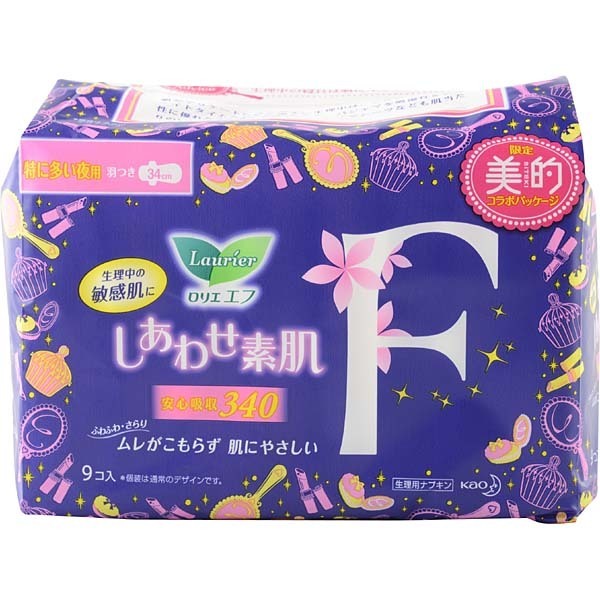 特に多い夜用 羽つき 34cm
限定
美的
BITEKI
コラボパッケージ
Laurier
ロリエ エフ
生理中の
敏感肌に
しあわせ素肌
F
安心吸収 340
ふわふわ・さらり
ムレがこもらず 肌にやさしい
9コ入 *個装は通常のデザインです。
生理用ナプキン Kao